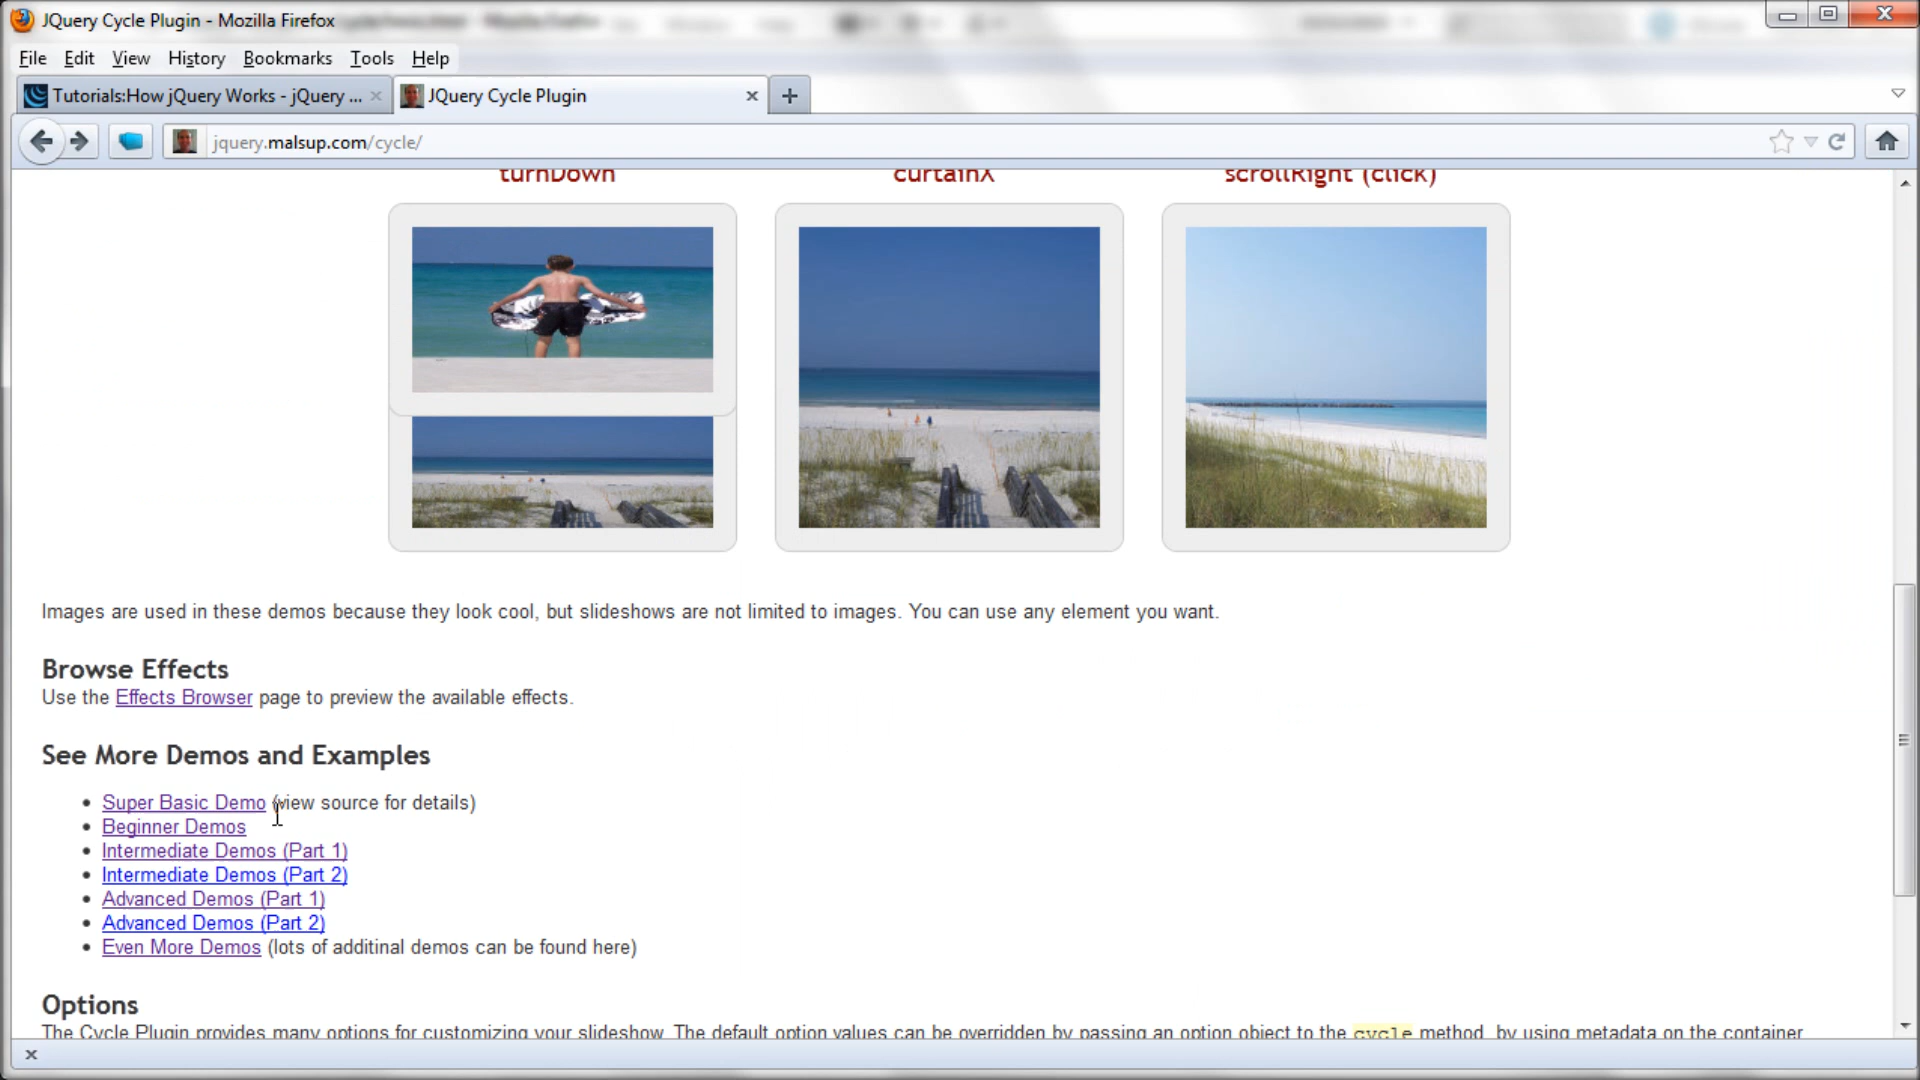 JQuery Cycle Plugin - Mozilla Firefox
File Edit View History Bookmarks Tools Help
Tutorials:How jQuery Works - jQuery ...
JQuery Cycle Plugin
jquery.malsup.com/cycle/
turnDown curtainX scrollRight (click)
Images are used in these demos because they look cool, but slideshows are not limited to images. You can use any element you want.
Browse Effects
Use the Effects Browser page to preview the available effects.
See More Demos and Examples
• Super Basic Demo (view source for details)
• Beginner Demos
• Intermediate Demos (Part 1)
• Intermediate Demos (Part 2)
• Advanced Demos (Part 1)
• Advanced Demos (Part 2)
• Even More Demos (lots of additinal demos can be found here)
Options
The Cycle Plugin provides many options for customizing your slideshow. The default option values can be overridden by passing an option object to the cycle method, by using metadata on the container